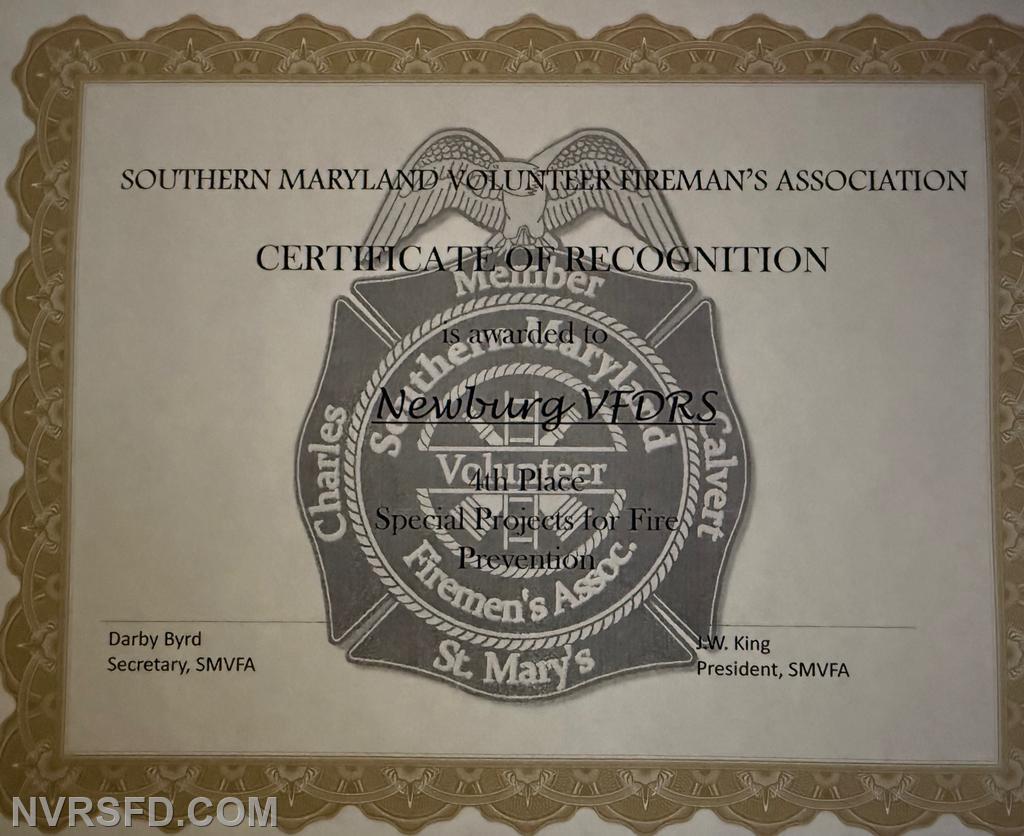 SOUTHERN MARYLAND VOLUNTEER FIREMAN'S ASSOCIATION
CERTIFICATE OF RECOGNITION
Member
is awarded to
Southern Maryland
Newburg VFDRS
Charles
Calvert
Volunteer
4th Place
Special Projects for Fire
Prevention
Firemen's Assoc.
St. Mary's
Darby Byrd
Secretary, SMVFA
J.W. King
President, SMVFA
NVRSFD.COM